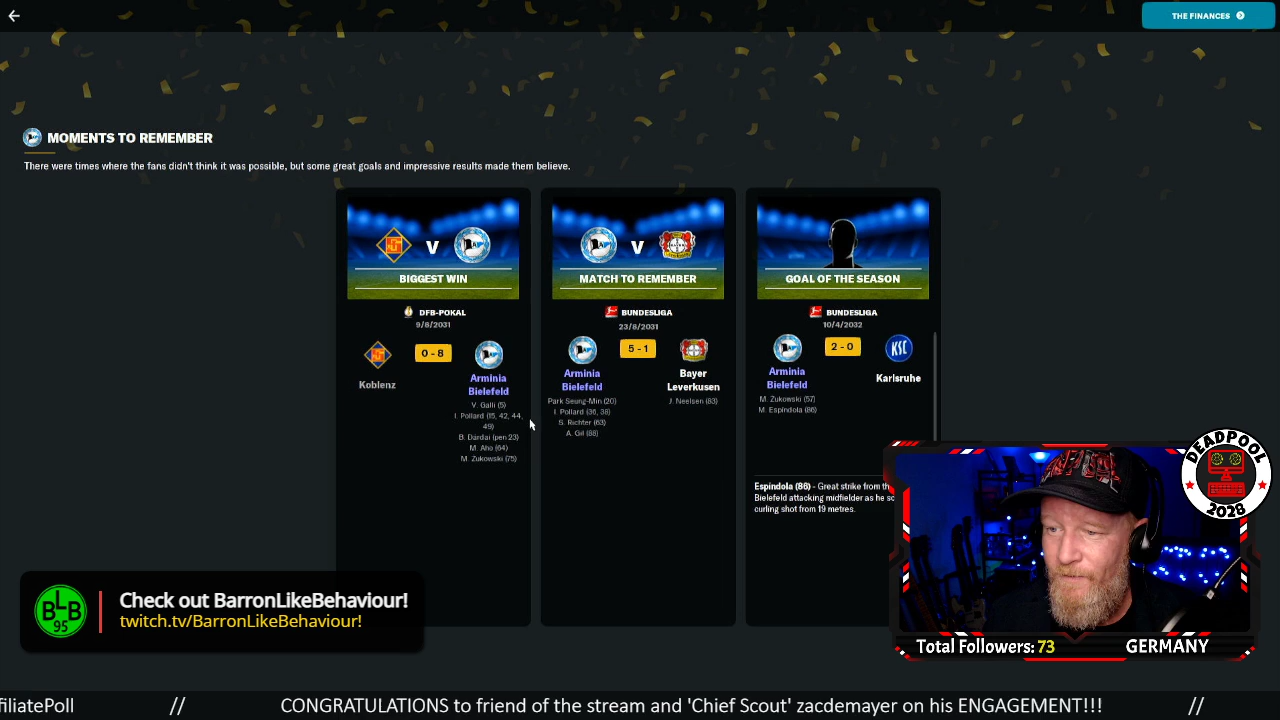 THE FINANCES
MOMENTS TO REMEMBER
There were times where the fans didn't think it was possible, but some great goals and impressive results made them believe.
V
BIGGEST WIN
DFB-POKAL
9/8/2031
0 - 8
Koblenz
Arminia
Bielefeld
V. Galli (5)
I. Pollard (15, 42, 44,
49)
B. Dardai (pen 23)
M. Aho (64)
M. Zukowski (75)
V
MATCH TO REMEMBER
BUNDESLIGA
23/8/2031
5 - 1
Arminia
Bielefeld
Bayer
Leverkusen
Park Seung-Min (20)
I. Pollard (36, 38)
S. Richter (63)
A. Gil (88)
J. Neelsen (83)
GOAL OF THE SEASON
BUNDESLIGA
10/4/2032
2 - 0
KSC
Arminia
Bielefeld
Karlsruhe
M. Zukowski (57)
M. Espíndola (86)
Espíndola (86) - Great strike from th
Bielefeld attacking midfielder as he sc
curling shot from 19 metres.
DEADPOOL
2028
BLB
95
Check out BarronLikeBehaviour!
twitch.tv/BarronLikeBehaviour!
Total Followers: 73
GERMANY
filiatePoll // CONGRATULATIONS to friend of the stream and 'Chief Scout' zacdemayer on his ENGAGEMENT!!! //